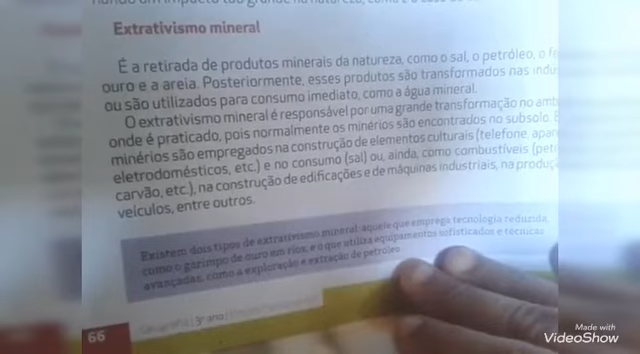 Extrativismo mineral
É a retirada de produtos minerais da natureza, como o sal, o petróleo, o
ouro e a areia. Posteriormente, esses produtos são transformados nas
ou são utilizados para consumo imediato, como a água mineral.
O extrativismo mineral é responsável por uma grande transformação no
onde é praticado, pois normalmente os minérios são encontrados no subsolo.
minérios são empregados na construção de elementos culturais (telefone,
eletrodomésticos, etc.) e no consumo (sal) ou, ainda, como combustíveis
carvão, etc.), na construção de edificações e de máquinas industriais, na
veículos, entre outros.
Existem dois tipos de extrativismo mineral: aquele que emprega tecnologia reduzida,
como o garimpo de ouro em rios, e o que utiliza equipamentos sofisticados e técnicas
avançadas, como a exploração e extração de petróleo.
Geografia | 3º ano
66
Made with
VideoShow